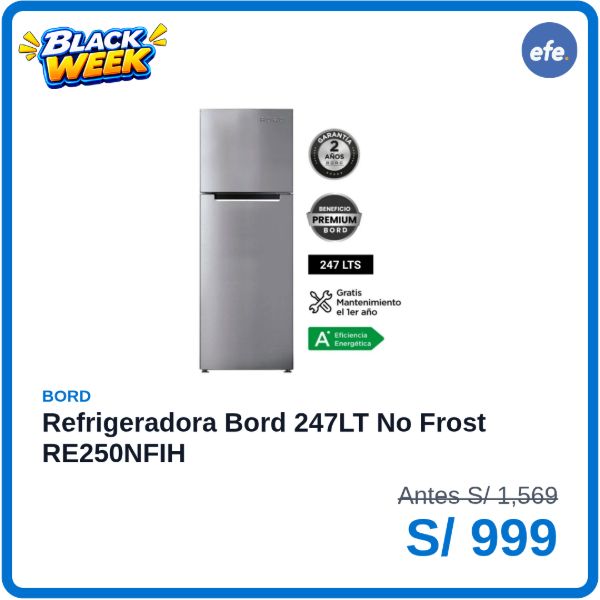 BLACK
WEEK
efe.
GARANTÍA
2
AÑOS
BORD
BENEFICIO
PREMIUM
BORD
247 LTS
Gratis
Mantenimiento
el 1er año
A
Eficiencia
Energética
BORD
Refrigeradora Bord 247LT No Frost
RE250NFIH
Antes S/ 1,569
S/ 999